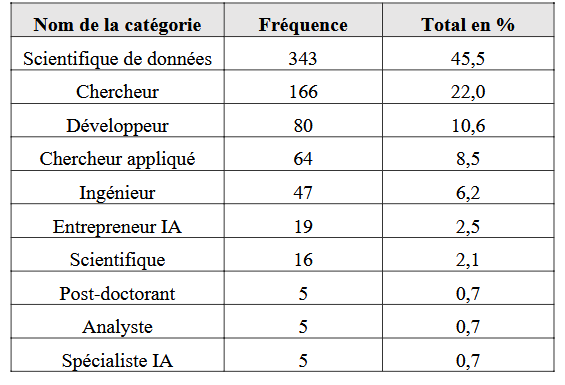 Nom de la catégorie Fréquence Total en %
Scientifique de données 343 45,5
Chercheur 166 22,0
Développeur 80 10,6
Chercheur appliqué 64 8,5
Ingénieur 47 6,2
Entrepreneur IA 19 2,5
Scientifique 16 2,1
Post-doctorant 5 0,7
Analyste 5 0,7
Spécialiste IA 5 0,7